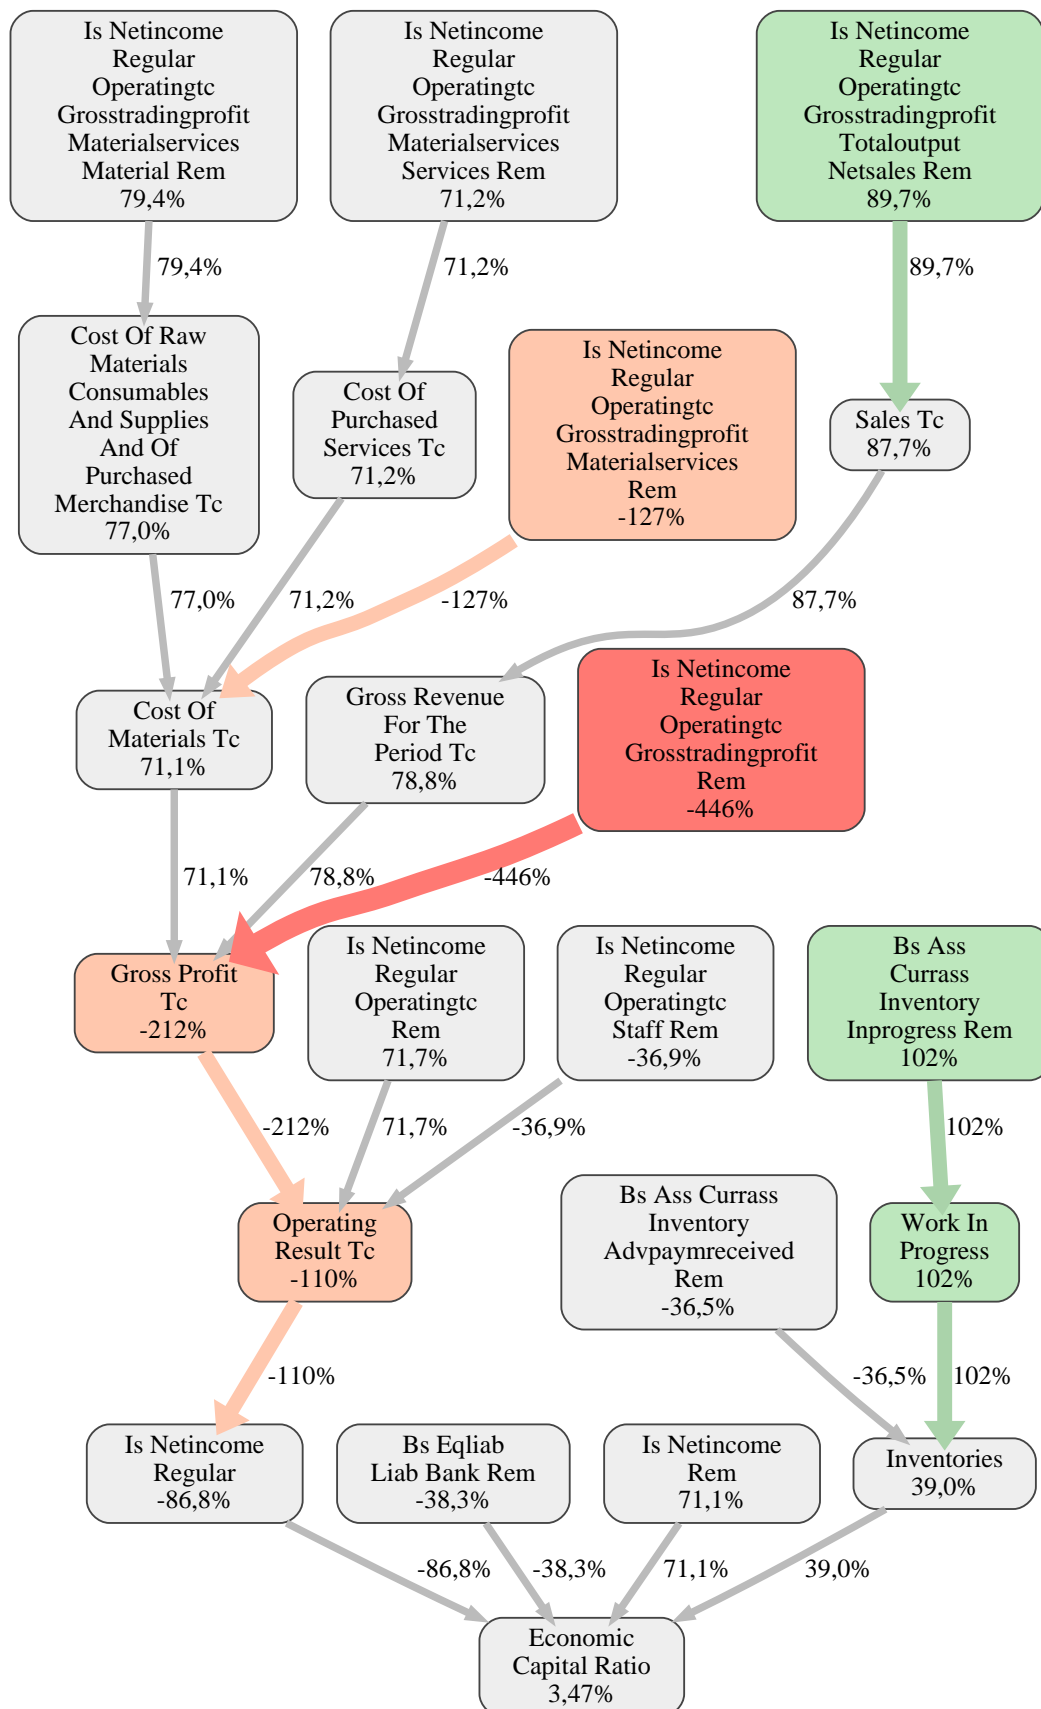 Is Netincome
Regular
Operatingtc
Grosstradingprofit
Materialservices
Material Rem
79,4%
Is Netincome
Regular
Operatingtc
Grosstradingprofit
Materialservices
Services Rem
71,2%
Is Netincome
Regular
Operatingtc
Grosstradingprofit
Totaloutput
Netsales Rem
89,7%
79,4%
71,2%
89,7%
Cost Of Raw
Materials
Consumables
And Supplies
And Of
Purchased
Merchandise Tc
77,0%
Cost Of
Purchased
Services Tc
71,2%
Is Netincome
Regular
Operatingtc
Grosstradingprofit
Materialservices
Rem
-127%
Sales Tc
87,7%
77,0%
71,2%
-127%
87,7%
Cost Of
Materials Tc
71,1%
Gross Revenue
For The
Period Tc
78,8%
Is Netincome
Regular
Operatingtc
Grosstradingprofit
Rem
-446%
71,1%
78,8%
-446%
Gross Profit
Tc
-212%
Is Netincome
Regular
Operatingtc
Rem
71,7%
Is Netincome
Regular
Operatingtc
Staff Rem
-36,9%
Bs Ass
Currass
Inventory
Inprogress Rem
102%
-212%
71,7%
-36,9%
102%
Operating
Result Tc
-110%
Bs Ass Currass
Inventory
Advpaymreceived
Rem
-36,5%
Work In
Progress
102%
-110%
-36,5%
102%
Is Netincome
Regular
-86,8%
Bs Eqliab
Liab Bank Rem
-38,3%
Is Netincome
Rem
71,1%
Inventories
39,0%
-86,8%
-38,3%
71,1%
39,0%
Economic
Capital Ratio
3,47%